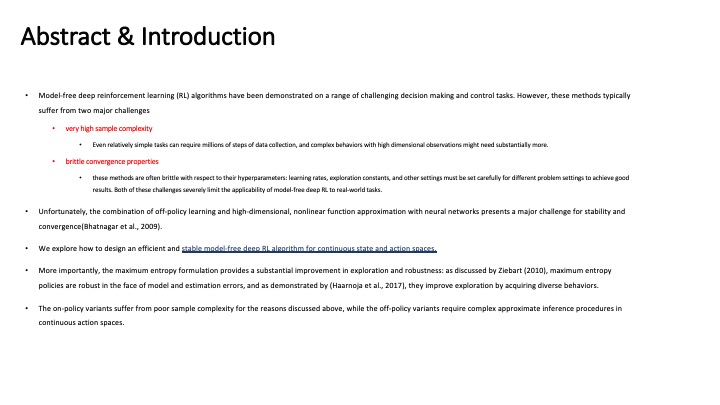 Abstract & Introduction
• Model-free deep reinforcement learning (RL) algorithms have been demonstrated on a range of challenging decision making and control tasks. However, these methods typically
suffer from two major challenges
• very high sample complexity
• Even relatively simple tasks can require millions of steps of data collection, and complex behaviors with high dimensional observations might need substantially more.
• brittle convergence properties
• these methods are often brittle with respect to their hyperparameters: learning rates, exploration constants, and other settings must be set carefully for different problem settings to achieve good
results. Both of these challenges severely limit the applicability of model-free deep RL to real-world tasks.
• Unfortunately, the combination of off-policy learning and high-dimensional, nonlinear function approximation with neural networks presents a major challenge for stability and
convergence(Bhatnagar et al., 2009).
• We explore how to design an efficient and stable model-free deep RL algorithm for continuous state and action spaces.
• More importantly, the maximum entropy formulation provides a substantial improvement in exploration and robustness: as discussed by Ziebart (2010), maximum entropy
policies are robust in the face of model and estimation errors, and as demonstrated by (Haarnoja et al., 2017), they improve exploration by acquiring diverse behaviors.
• The on-policy variants suffer from poor sample complexity for the reasons discussed above, while the off-policy variants require complex approximate inference procedures in
continuous action spaces.